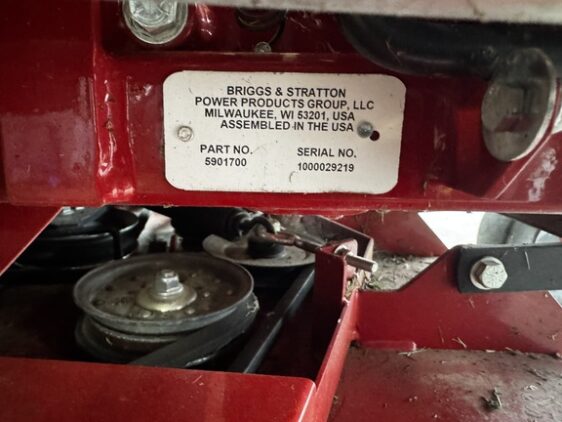 BRIGGS & STRATTON
POWER PRODUCTS GROUP, LLC
MILWAUKEE, WI 53201, USA
ASSEMBLED IN THE USA
PART NO. SERIAL NO.
5901700 1000029219